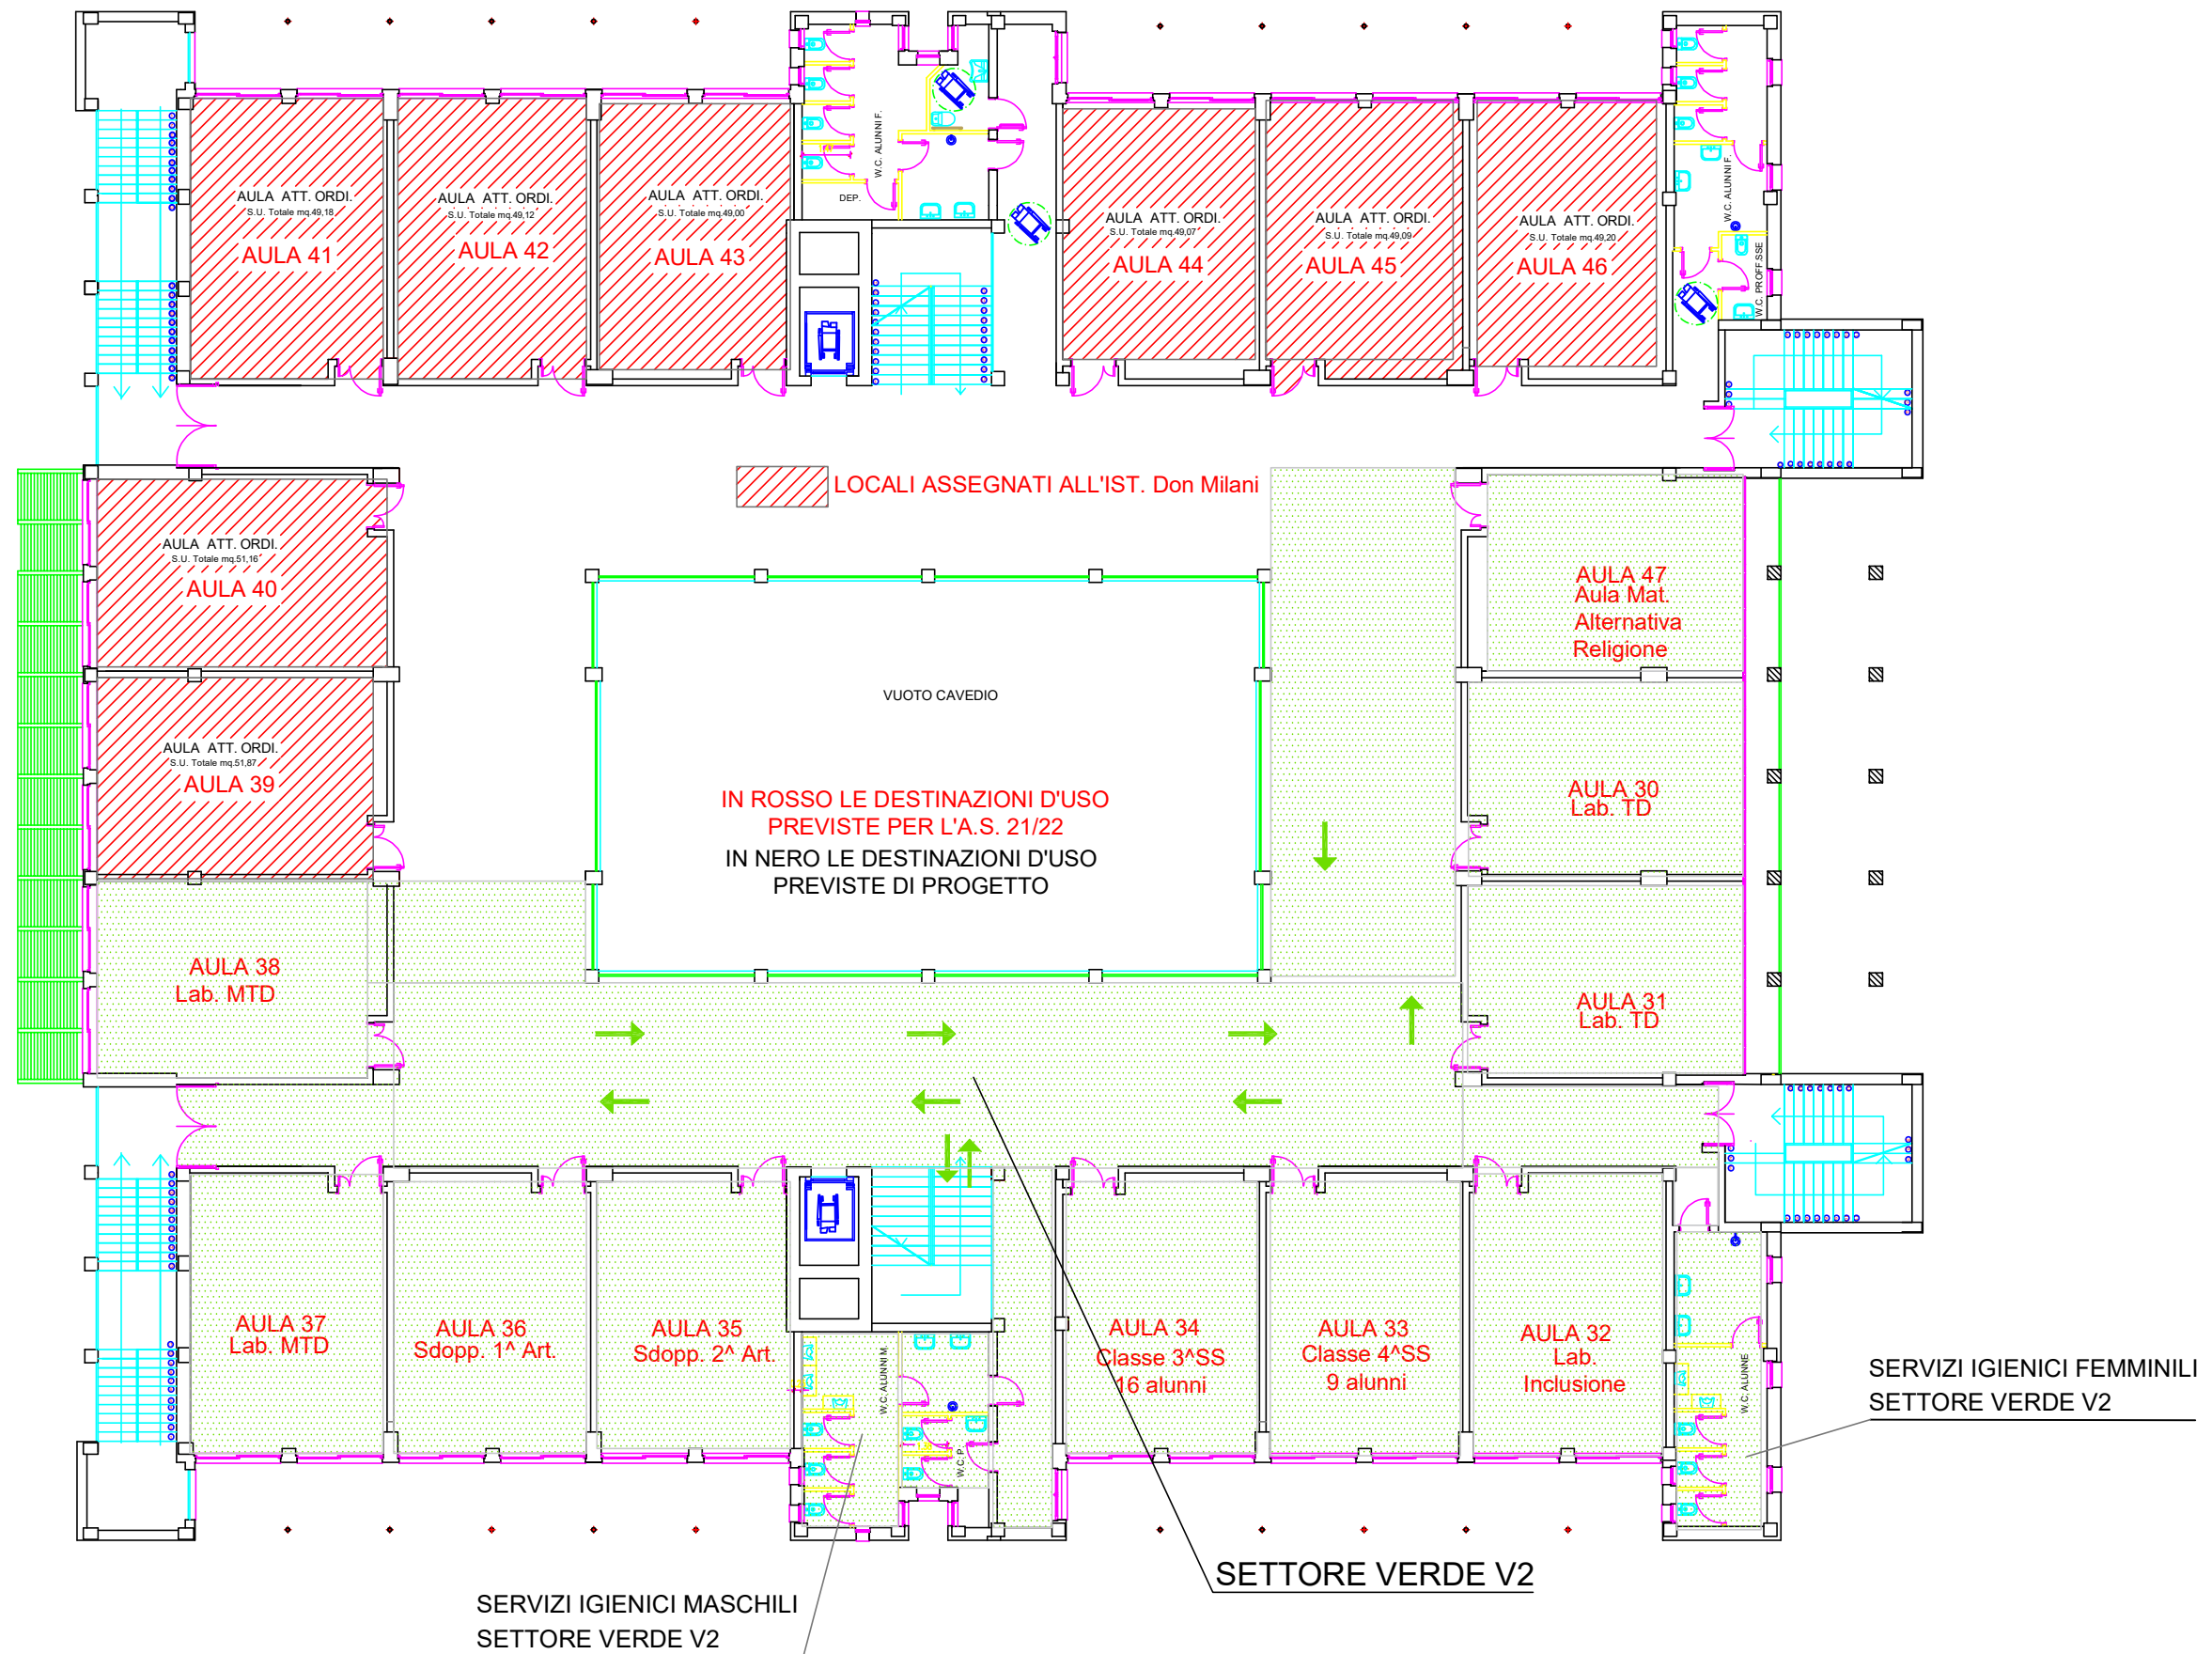 W.C. ALUNNI F.
DEP.
W.C. ALUNNI F.
W.C. PROFF.SSE
AULA ATT. ORDI.
S.U. Totale mq.49,18
AULA 41
AULA ATT. ORDI.
S.U. Totale mq.49,12
AULA 42
AULA ATT. ORDI.
S.U. Totale mq.49,00
AULA 43
AULA ATT. ORDI.
S.U. Totale mq.49,07
AULA 44
AULA ATT. ORDI.
S.U. Totale mq.49,09
AULA 45
AULA ATT. ORDI.
S.U. Totale mq.49,20
AULA 46
LOCALI ASSEGNATI ALL'IST. Don Milani
AULA ATT. ORDI.
S.U. Totale mq.51,16
AULA 40
AULA 47
Aula Mat.
Alternativa
Religione
VUOTO CAVEDIO
AULA ATT. ORDI.
S.U. Totale mq.51,87
AULA 39
IN ROSSO LE DESTINAZIONI D'USO
PREVISTE PER L'A.S. 21/22
IN NERO LE DESTINAZIONI D'USO
PREVISTE DI PROGETTO
AULA 30
Lab. TD
AULA 38
Lab. MTD
AULA 31
Lab. TD
AULA 37
Lab. MTD
AULA 36
Sdopp. 1^ Art.
AULA 35
Sdopp. 2^ Art.
AULA 34
Classe 3^SS
16 alunni
AULA 33
Classe 4^SS
9 alunni
AULA 32
Lab.
Inclusione
W.C. ALUNNI M.
W.C. P.
W.C. ALUNNE
SERVIZI IGIENICI FEMMINILI
SETTORE VERDE V2
SETTORE VERDE V2
SERVIZI IGIENICI MASCHILI
SETTORE VERDE V2